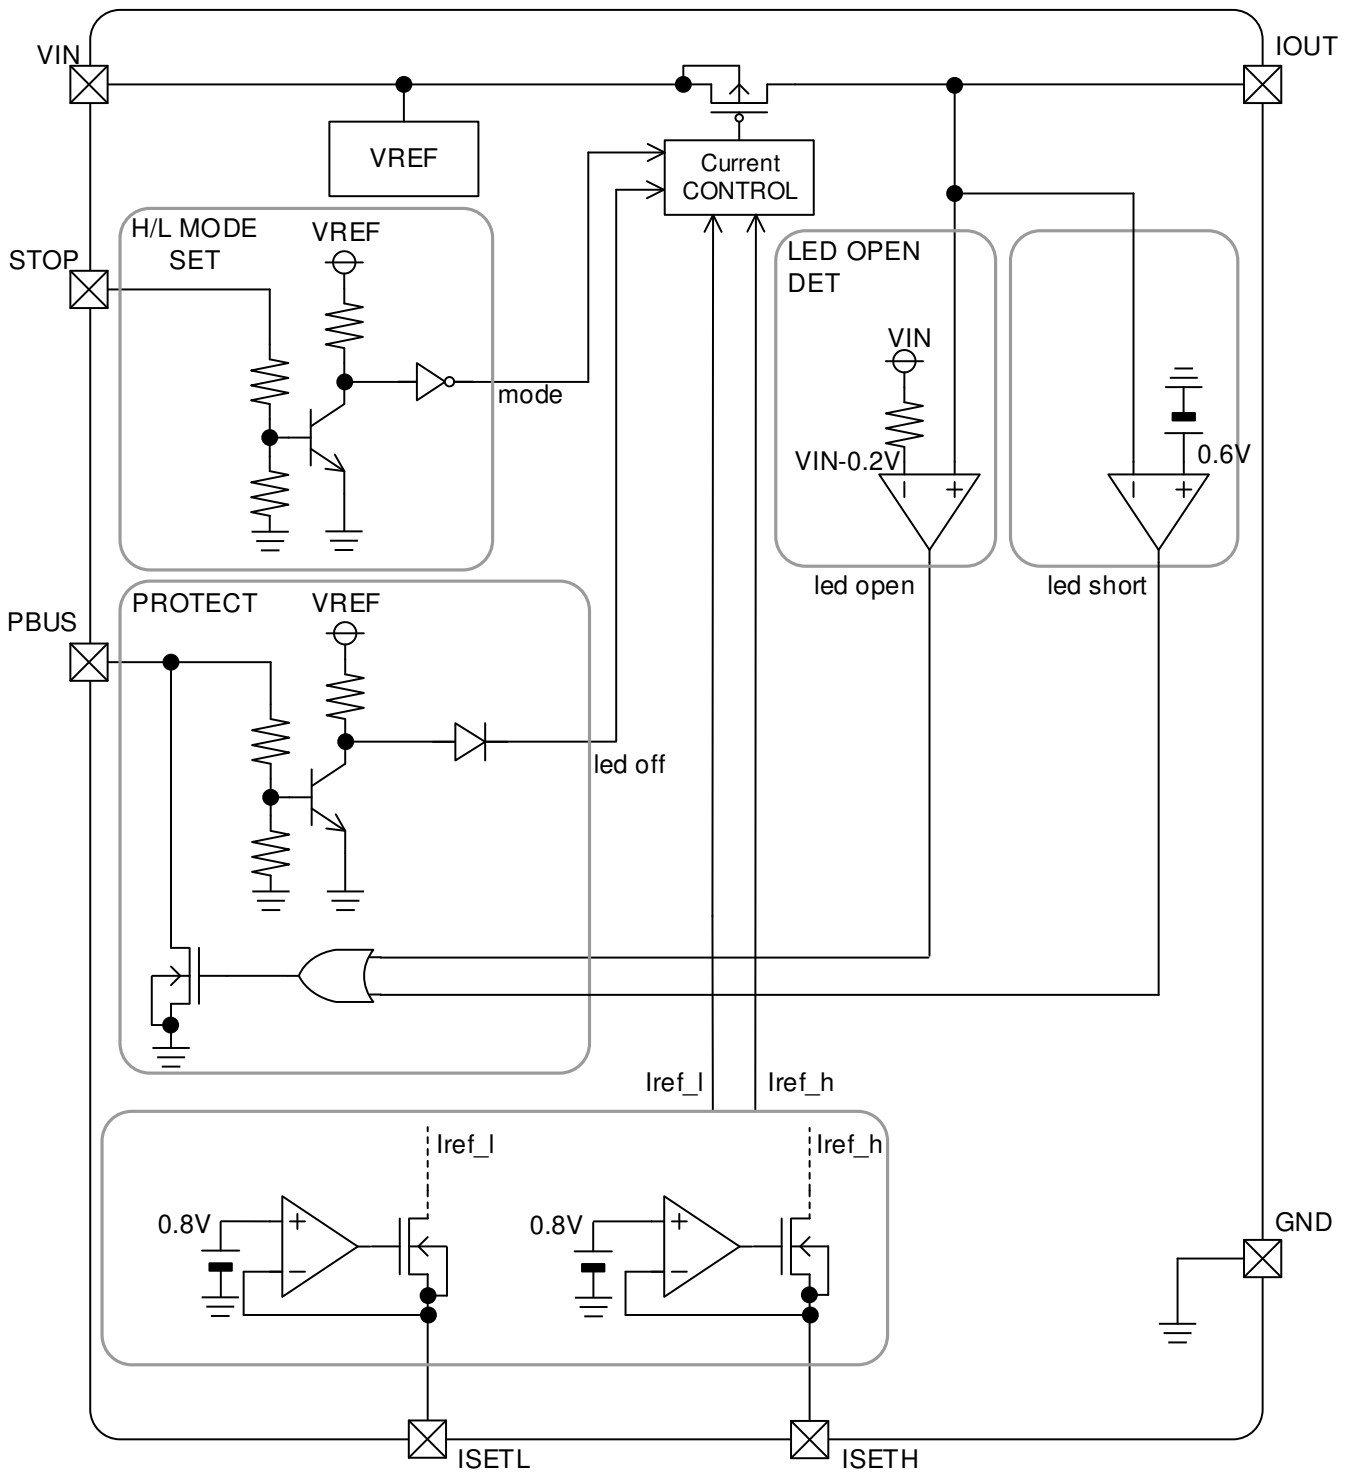 VIN
IOUT
VREF
Current
CONTROL
H/L MODE
SET
VREF
STOP
LED OPEN
DET
VIN
mode
VIN-0.2V
0.6V
led open
led short
PROTECT
VREF
PBUS
led off
Iref_l
Iref_h
Iref_l
Iref_h
0.8V
0.8V
GND
ISETL
ISETH